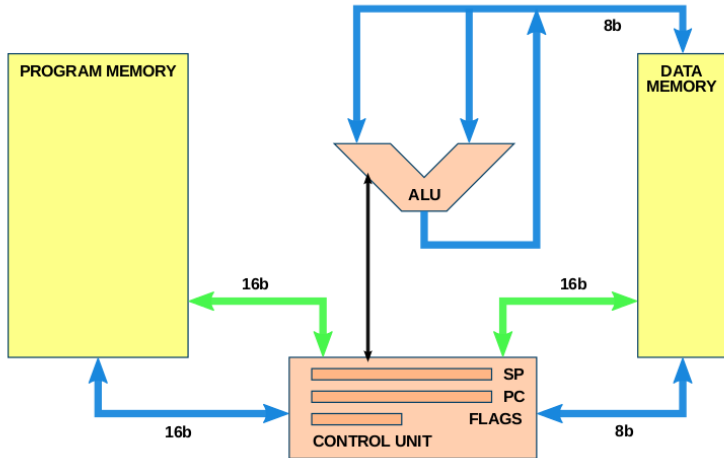 8b
PROGRAM MEMORY
DATA
MEMORY
ALU
16b
16b
SP
PC
FLAGS
CONTROL UNIT
16b
8b